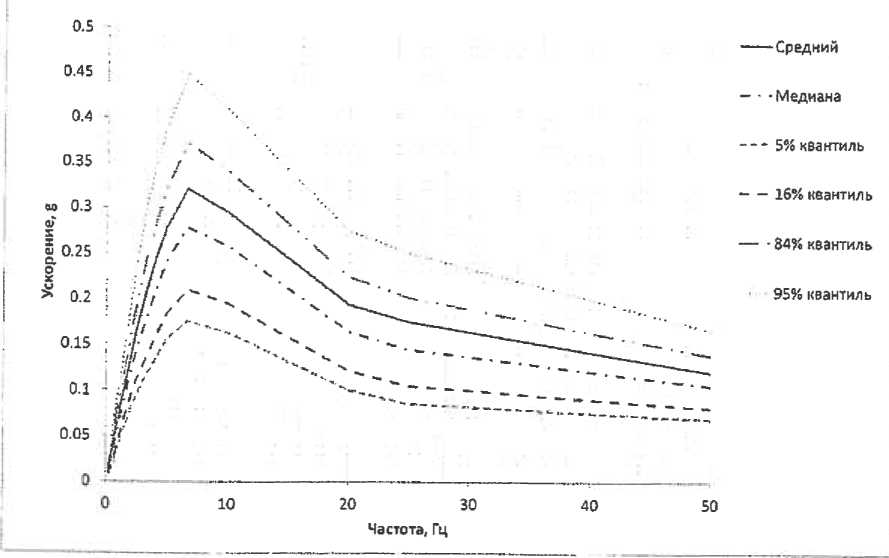 0.5
0.45
0.4
0.35
0.3
0.25
0.2
0.15
0.1
0.05
0
Ускорение, g
0 10 20 30 40 50
Частота, Гц
Средний
Медиана
5% квантиль
16% квантиль
84% квантиль
95% квантиль